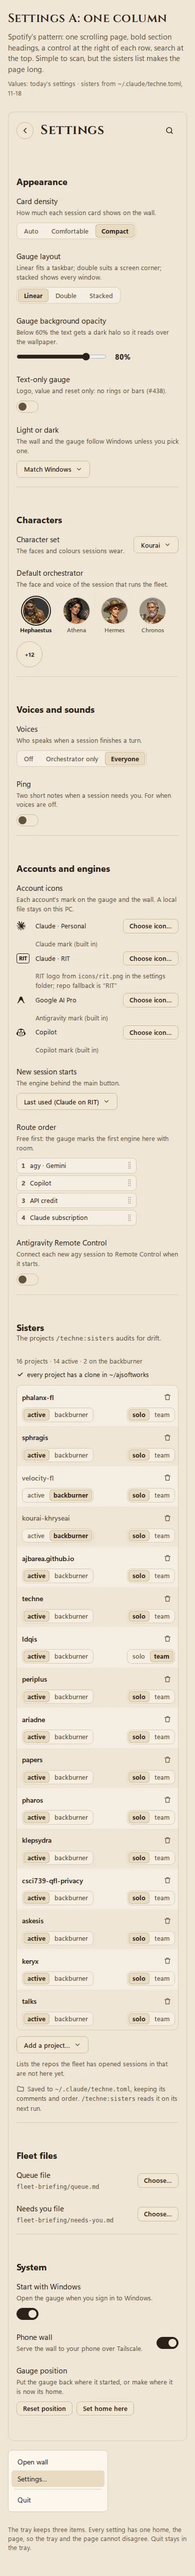 Settings A: one column
Spotify's pattern: one scrolling page, bold section
headings, a control at the right of each row, search at
the top. Simple to scan, but the sisters list makes the
page long.
Values: today's settings · sisters from ~/.claude/techne.toml,
11-18
Settings
Appearance
Card density
How much each session card shows on the wall.
Auto Comfortable Compact
Gauge layout
Linear fits a taskbar; double suits a screen corner;
stacked shows every window.
Linear Double Stacked
Gauge background opacity
Below 60% the text gets a dark halo so it reads over
the wallpaper.
80%
Text-only gauge
Logo, value and reset only: no rings or bars (#438).
Light or dark
The wall and the gauge follow Windows unless you pick
one.
Match Windows
Characters
Character set
The faces and colours sessions wear.
Kourai
Default orchestrator
The face and voice of the session that runs the fleet.
Hephaestus Athena Hermes Chronos
+12
Voices and sounds
Voices
Who speaks when a session finishes a turn.
Off Orchestrator only Everyone
Ping
Two short notes when a session needs you. For when
voices are off.
Accounts and engines
Account icons
Each account's mark on the gauge and the wall. A local
file stays on this PC.
Claude · Personal Choose icon...
Claude mark (built in)
RIT Claude · RIT Choose icon...
RIT logo from icons/rit.png in the settings
folder; repo fallback is "RIT"
Google AI Pro Choose icon...
Antigravity mark (built in)
Copilot Choose icon...
Copilot mark (built in)
New session starts
The engine behind the main button.
Last used (Claude on RIT)
Route order
Free first: the gauge marks the first engine here with
room.
1 agy · Gemini
2 Copilot
3 API credit
4 Claude subscription
Antigravity Remote Control
Connect each new agy session to Remote Control when
it starts.
Sisters
The projects /techne:sisters audits for drift.
16 projects · 14 active · 2 on the backburner
every project has a clone in ~/ajsoftworks
phalanx-fl
active backburner solo team
sphragis
active backburner solo team
velocity-fl
active backburner solo team
kourai-khryseai
active backburner solo team
ajbarea.github.io
active backburner solo team
techne
active backburner solo team
ldqis
active backburner solo team
periplus
active backburner solo team
ariadne
active backburner solo team
papers
active backburner solo team
pharos
active backburner solo team
klepsydra
active backburner solo team
csci739-qfl-privacy
active backburner solo team
askesis
active backburner solo team
keryx
active backburner solo team
talks
active backburner solo team
Add a project...
Lists the repos the fleet has opened sessions in that
are not here yet.
Saved to ~/.claude/techne.toml, keeping its
comments and order. /techne:sisters reads it on its
next run.
Fleet files
Queue file
fleet-briefing/queue.md
Choose...
Needs you file
fleet-briefing/needs-you.md
Choose...
System
Start with Windows
Open the gauge when you sign in to Windows.
Phone wall
Serve the wall to your phone over Tailscale.
Gauge position
Put the gauge back where it started, or make where it
is now its home.
Reset position Set home here
Open wall
Settings...
Quit
The tray keeps three items. Every setting has one home, the
page, so the tray and the page cannot disagree. Quit stays in
the tray.